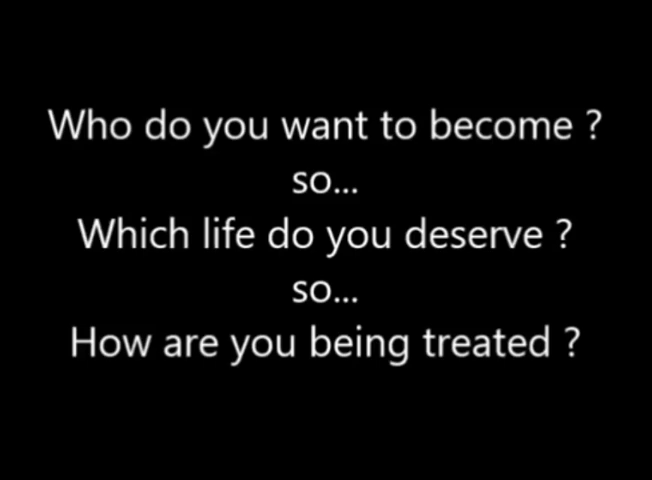 Who do you want to become ?
so...
Which life do you deserve ?
so...
How are you being treated ?